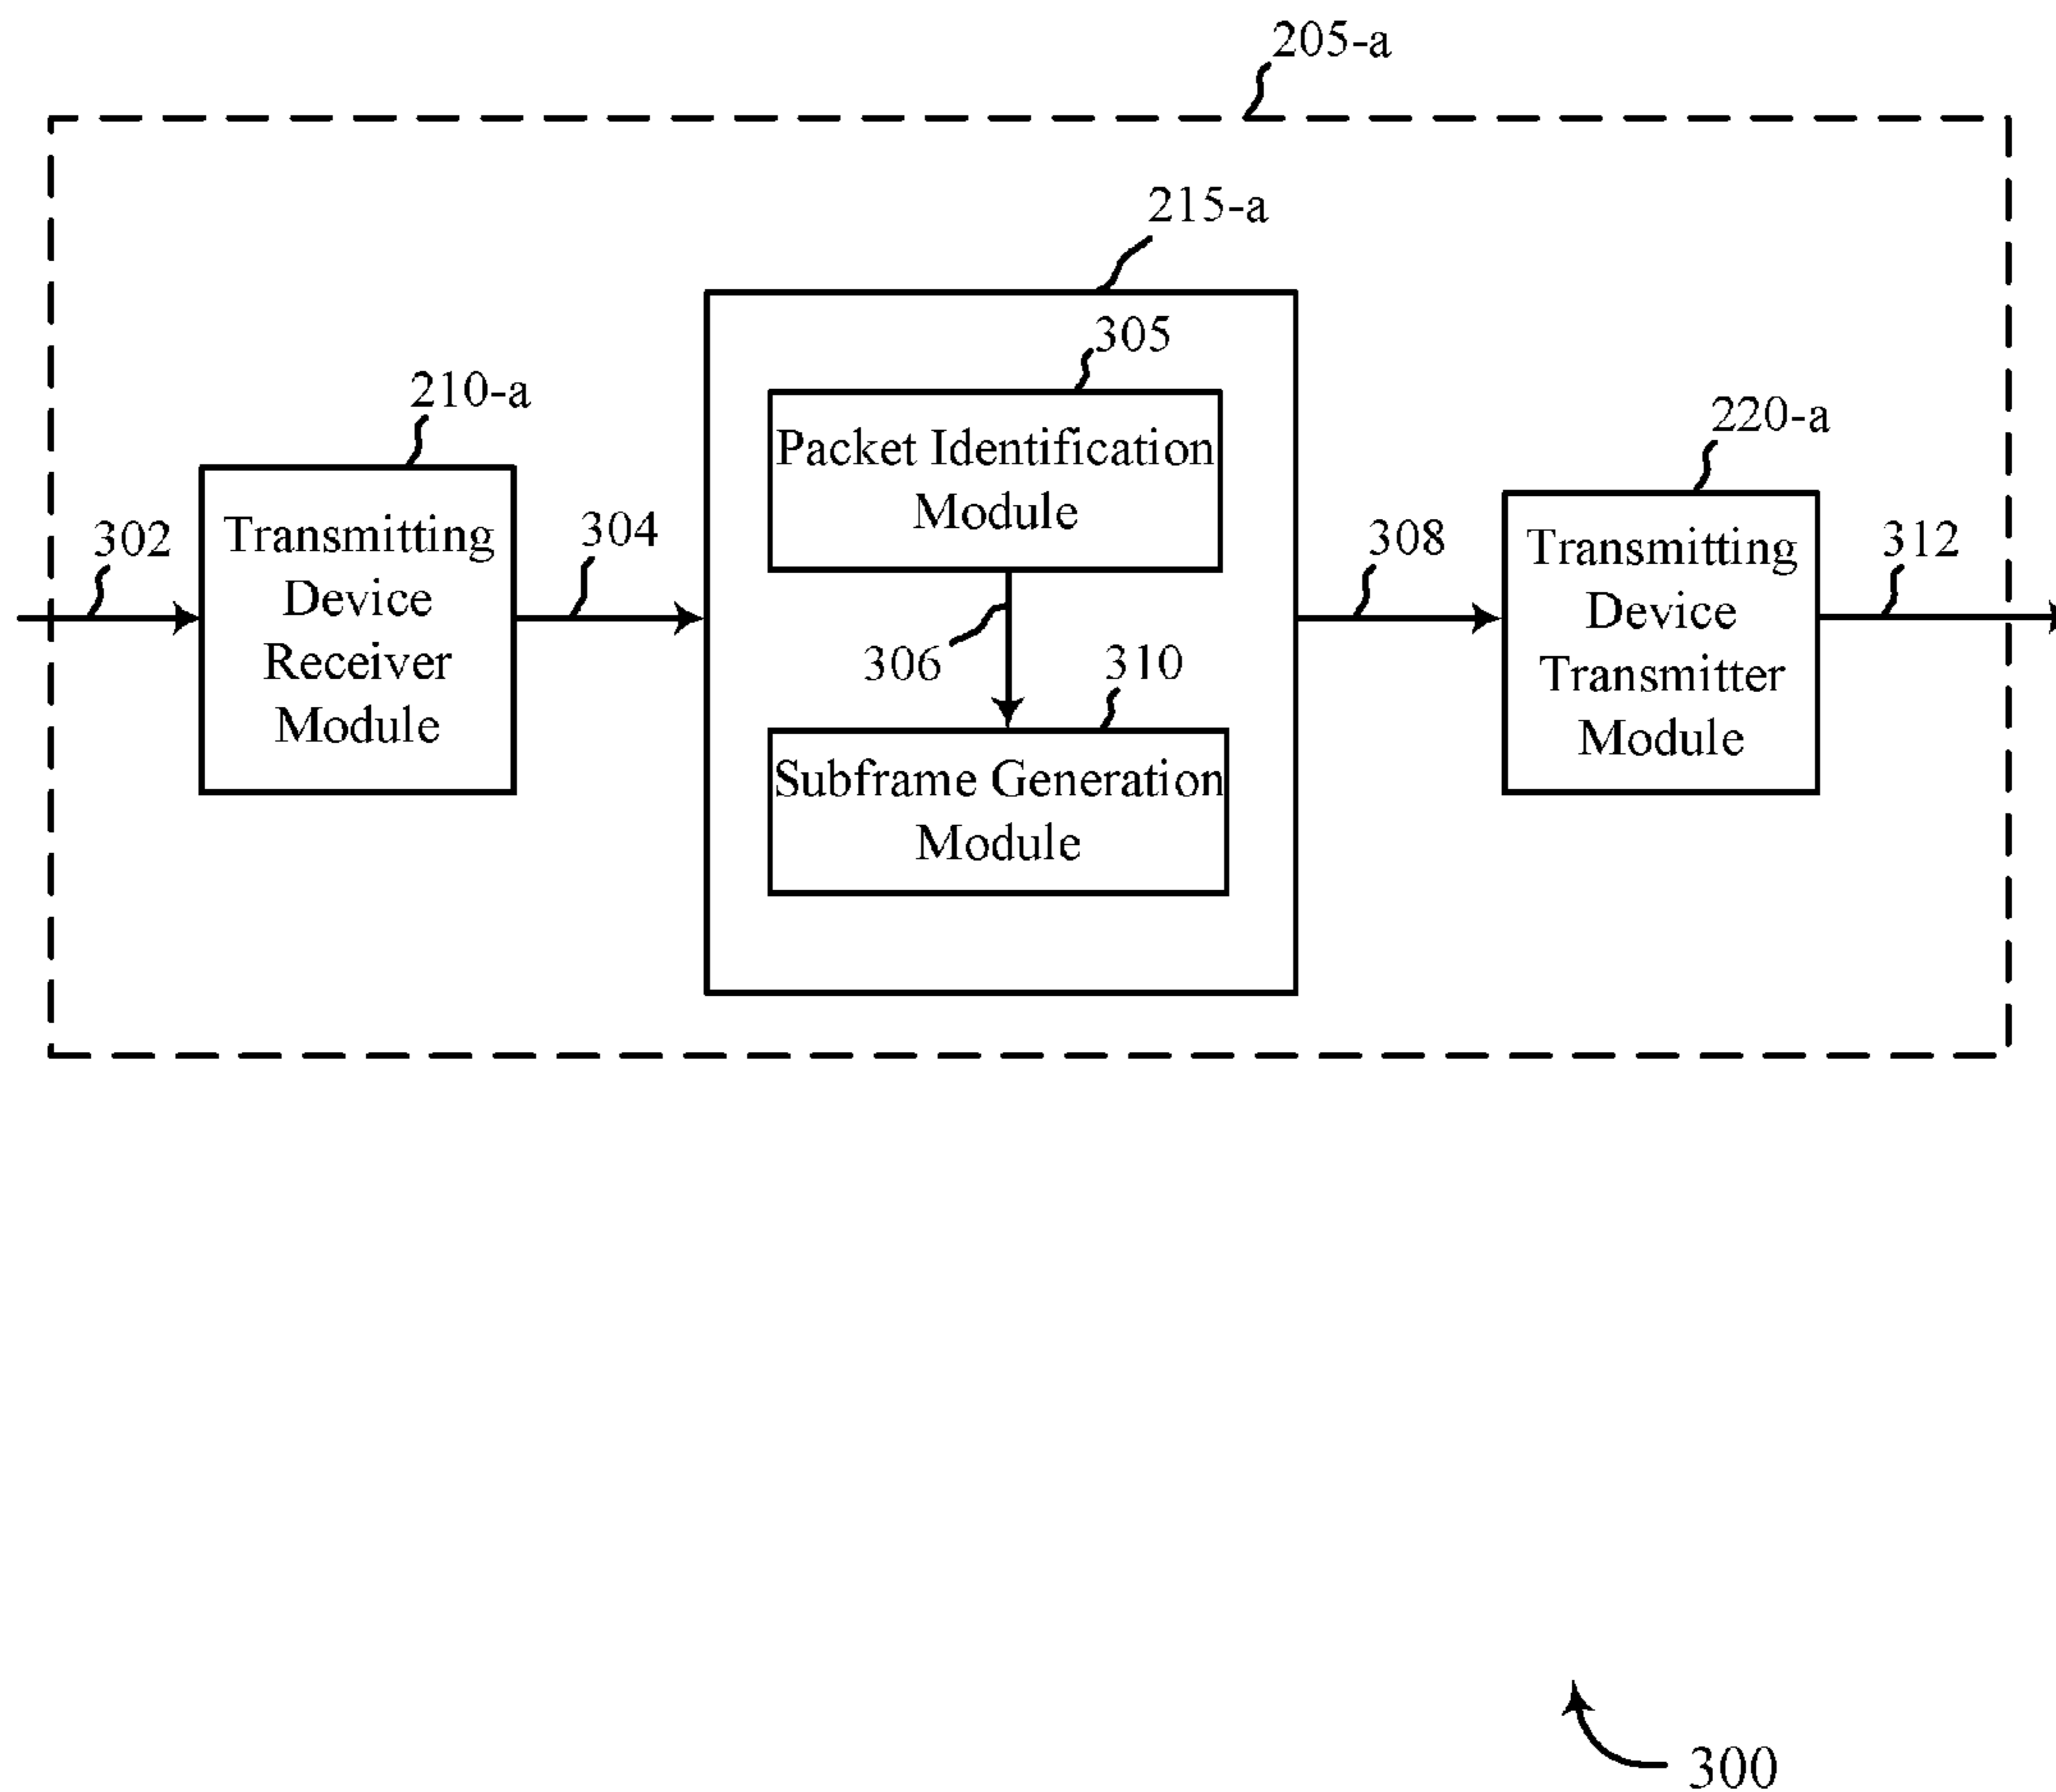 205-a
215-a
305
210-a
Packet Identification
Module
220-a
302
Transmitting
Device
Receiver
Module
304
306
310
Subframe Generation
Module
308
Transmitting
Device
Transmitter
Module
312
300